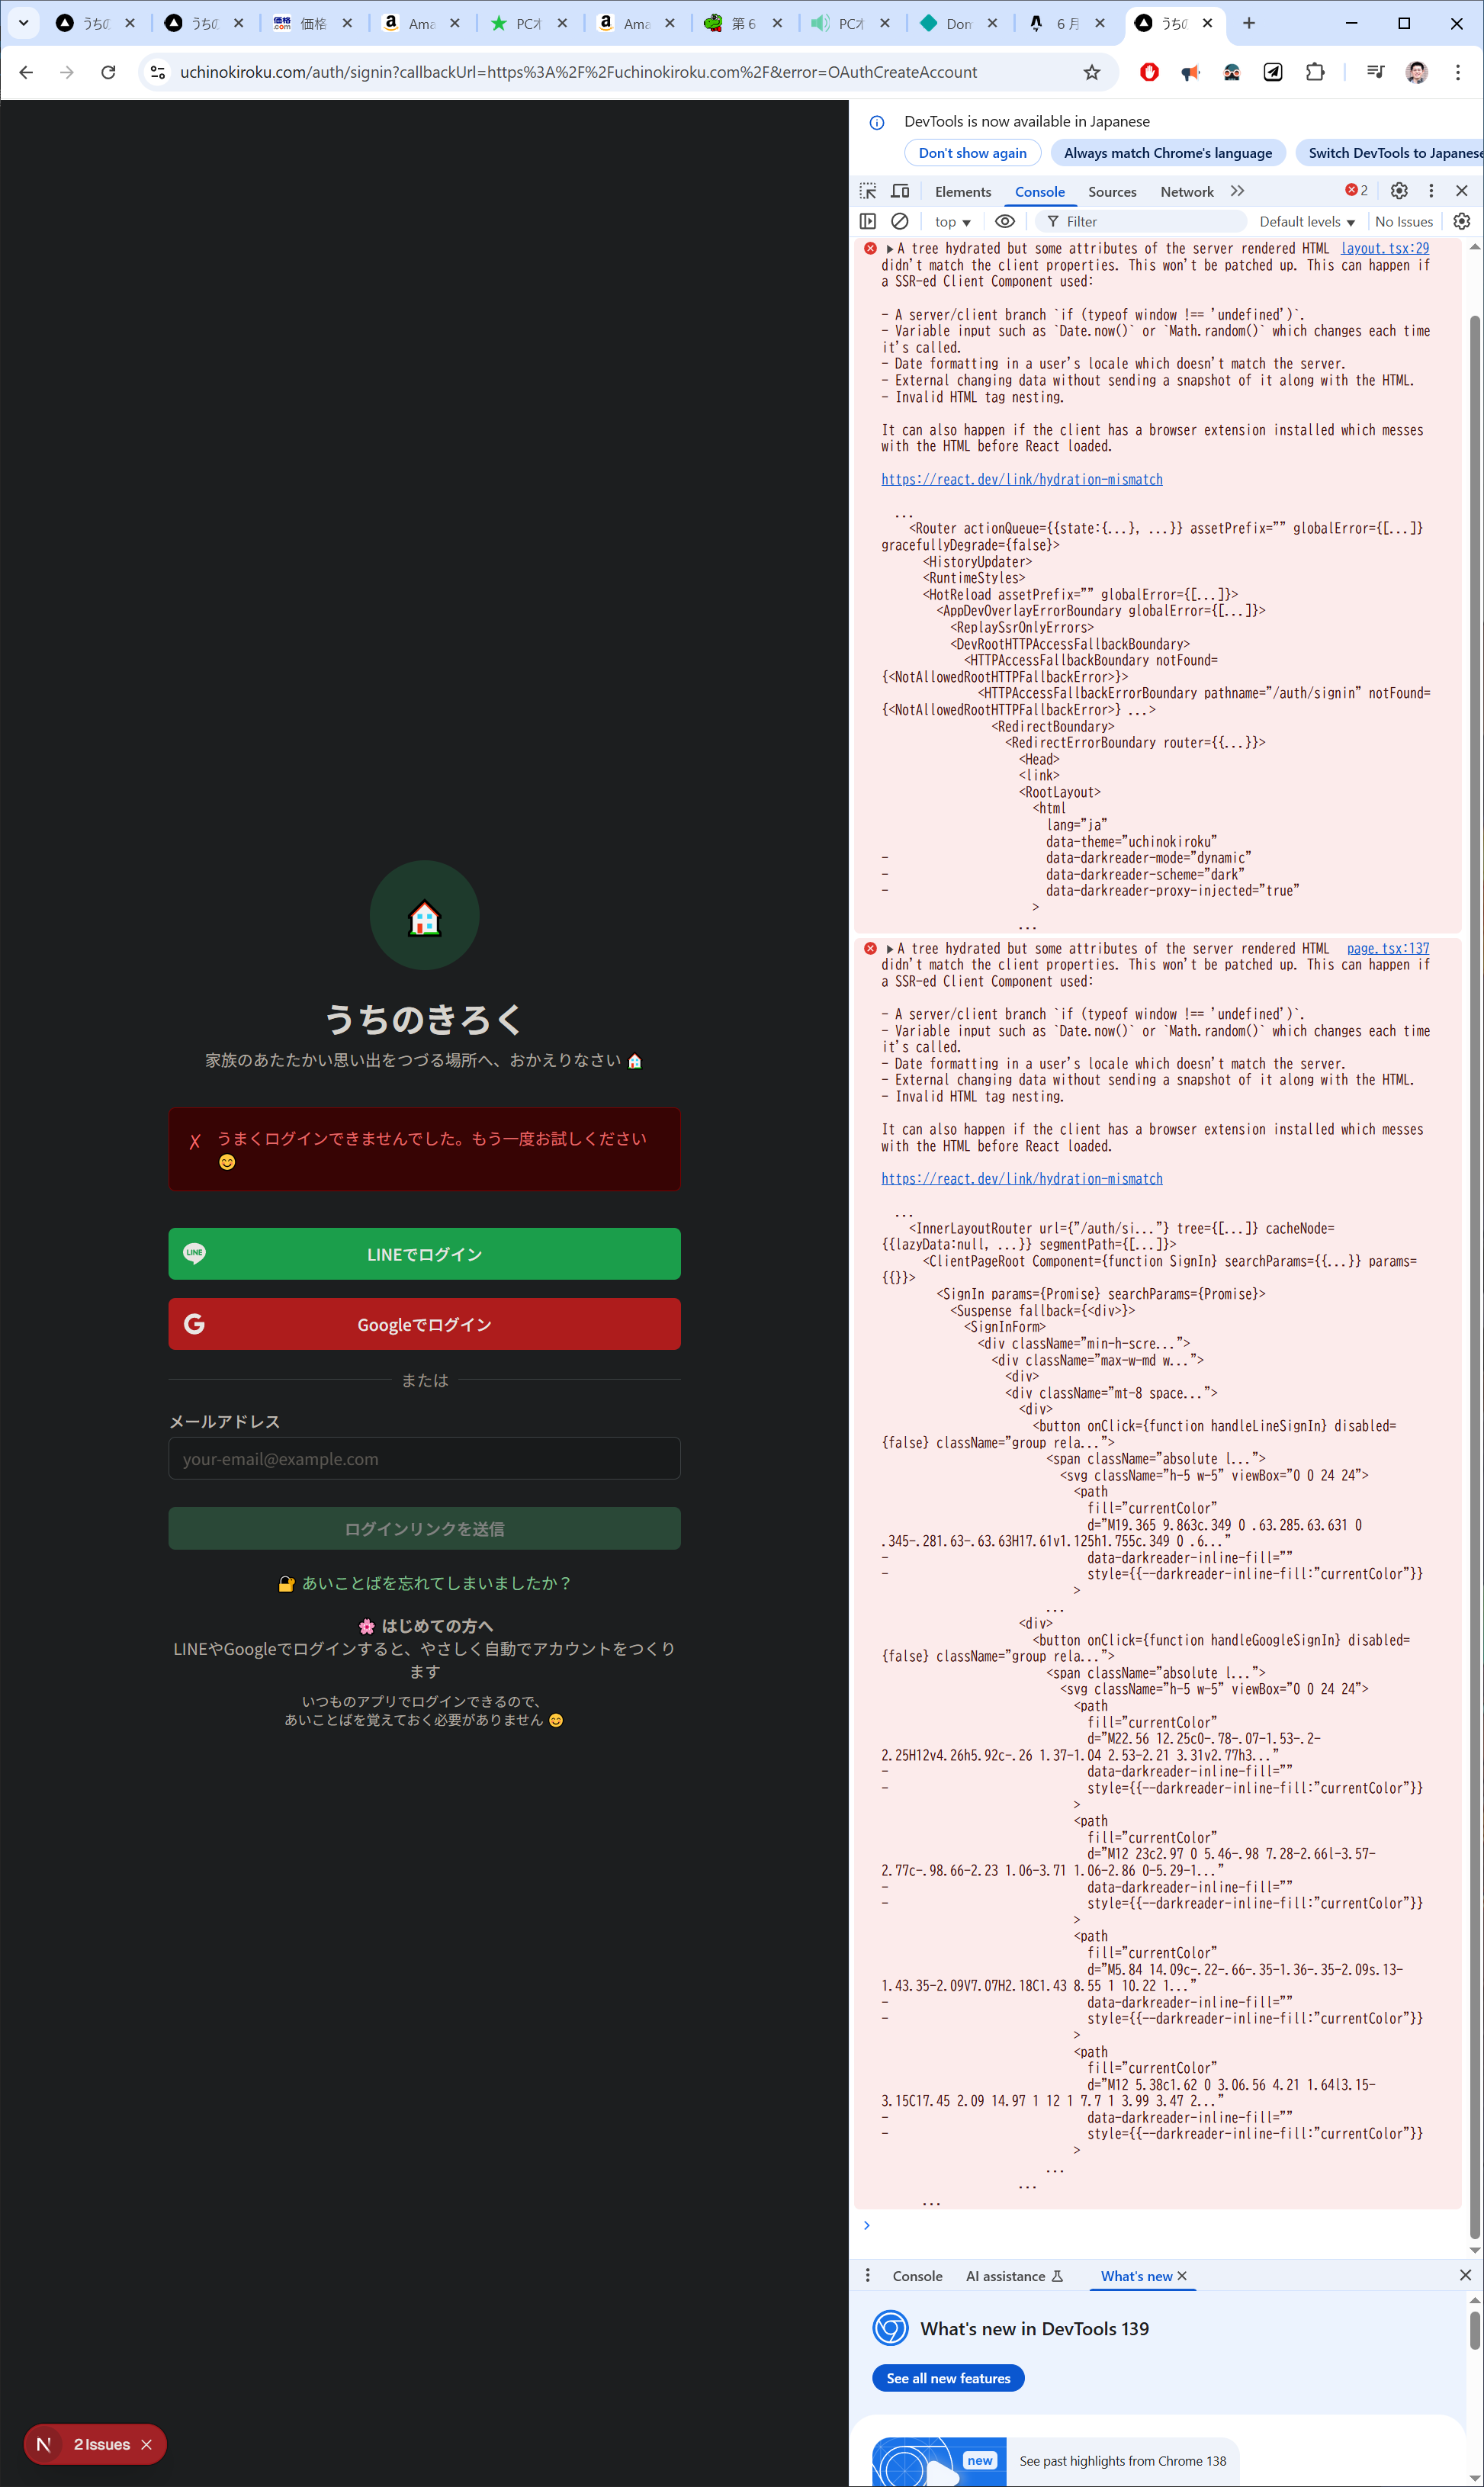 うちの
うちの
価格.com
価格
Ama
PCオ
Ama
第 6
PCオ
Don
6 月
うちの
uchinokiroku.com/auth/signin?callbackUrl=https%3A%2F%2Fuchinokiroku.com%2F&error=OAuthCreateAccount
うちのきろく
家族のあたたかい思い出をつづる場所へ、おかえりなさい 🏠
✗ うまくログインできませんでした。もう一度お試しください
😊
LINE LINEでログイン
G Googleでログイン
または
メールアドレス
your-email@example.com
ログインリンクを送信
🔐 あいことばを忘れてしまいましたか？
🌸 はじめての方へ
LINEやGoogleでログインすると、やさしく自動でアカウントをつくり
ます
いつものアプリでログインできるので、
あいことばを覚えておく必要がありません 😊
N 2 Issues
DevTools is now available in Japanese
Don't show again Always match Chrome's language Switch DevTools to Japanese
Elements Console Sources Network 2
top Filter Default levels No Issues
A tree hydrated but some attributes of the server rendered HTML layout.tsx:29
didn't match the client properties. This won't be patched up. This can happen if
a SSR-ed Client Component used:
- A server/client branch `if (typeof window !== 'undefined')`.
- Variable input such as `Date.now()` or `Math.random()` which changes each time
it's called.
- Date formatting in a user's locale which doesn't match the server.
- External changing data without sending a snapshot of it along with the HTML.
- Invalid HTML tag nesting.
It can also happen if the client has a browser extension installed which messes
with the HTML before React loaded.
https://react.dev/link/hydration-mismatch
...
<Router actionQueue={{state:{...}, ...}} assetPrefix="" globalError={[...]}
gracefullyDegrade={false}>
<HistoryUpdater>
<RuntimeStyles>
<HotReload assetPrefix="" globalError={[...]}>
<AppDevOverlayErrorBoundary globalError={[...]}>
<ReplaySsrOnlyErrors>
<DevRootHTTPAccessFallbackBoundary>
<HTTPAccessFallbackBoundary notFound=
{<NotAllowedRootHTTPFallbackError>}>
<HTTPAccessFallbackErrorBoundary pathname="/auth/signin" notFound=
{<NotAllowedRootHTTPFallbackError>} ...>
<RedirectBoundary>
<RedirectErrorBoundary router={{...}}>
<Head>
<link>
<RootLayout>
<html
lang="ja"
data-theme="uchinokiroku"
- data-darkreader-mode="dynamic"
- data-darkreader-scheme="dark"
- data-darkreader-proxy-injected="true"
>
...
A tree hydrated but some attributes of the server rendered HTML page.tsx:137
didn't match the client properties. This won't be patched up. This can happen if
a SSR-ed Client Component used:
- A server/client branch `if (typeof window !== 'undefined')`.
- Variable input such as `Date.now()` or `Math.random()` which changes each time
it's called.
- Date formatting in a user's locale which doesn't match the server.
- External changing data without sending a snapshot of it along with the HTML.
- Invalid HTML tag nesting.
It can also happen if the client has a browser extension installed which messes
with the HTML before React loaded.
https://react.dev/link/hydration-mismatch
...
<InnerLayoutRouter url={"/auth/si..."} tree={[...]} cacheNode=
{{lazyData:null, ...}} segmentPath={[...]}>
<ClientPageRoot Component={function SignIn} searchParams={{...}} params=
{{}}>
<SignIn params={Promise} searchParams={Promise}>
<Suspense fallback={<div>}>
<SignInForm>
<div className="min-h-scre...">
<div className="max-w-md w...">
<div>
<div className="mt-8 space...">
<div>
<button onClick={function handleLineSignIn} disabled=
{false} className="group rela...">
<span className="absolute l...">
<svg className="h-5 w-5" viewBox="0 0 24 24">
<path
fill="currentColor"
d="M19.365 9.863c.349 0 .63.285.63.631 0
.345-.281.63-.63.63H17.61v1.125h1.755c.349 0 .6..."
- data-darkreader-inline-fill=""
- style={{--darkreader-inline-fill:"currentColor"}}
>
...
<div>
<button onClick={function handleGoogleSignIn} disabled=
{false} className="group rela...">
<span className="absolute l...">
<svg className="h-5 w-5" viewBox="0 0 24 24">
<path
fill="currentColor"
d="M22.56 12.25c0-.78-.07-1.53-.2-
2.25H12v4.26h5.92c-.26 1.37-1.04 2.53-2.21 3.31v2.77h3..."
- data-darkreader-inline-fill=""
- style={{--darkreader-inline-fill:"currentColor"}}
>
<path
fill="currentColor"
d="M12 23c2.97 0 5.46-.98 7.28-2.66l-3.57-
2.77c-.98.66-2.23 1.06-3.71 1.06-2.86 0-5.29-1..."
- data-darkreader-inline-fill=""
- style={{--darkreader-inline-fill:"currentColor"}}
>
<path
fill="currentColor"
d="M5.84 14.09c-.22-.66-.35-1.36-.35-2.09s.13-
1.43.35-2.09V7.07H2.18C1.43 8.55 1 10.22 1..."
- data-darkreader-inline-fill=""
- style={{--darkreader-inline-fill:"currentColor"}}
>
<path
fill="currentColor"
d="M12 5.38c1.62 0 3.06.56 4.21 1.64l3.15-
3.15C17.45 2.09 14.97 1 12 1 7.7 1 3.99 3.47 2..."
- data-darkreader-inline-fill=""
- style={{--darkreader-inline-fill:"currentColor"}}
>
...
...
...
Console AI assistance What's new
What's new in DevTools 139
See all new features
new
See past highlights from Chrome 138